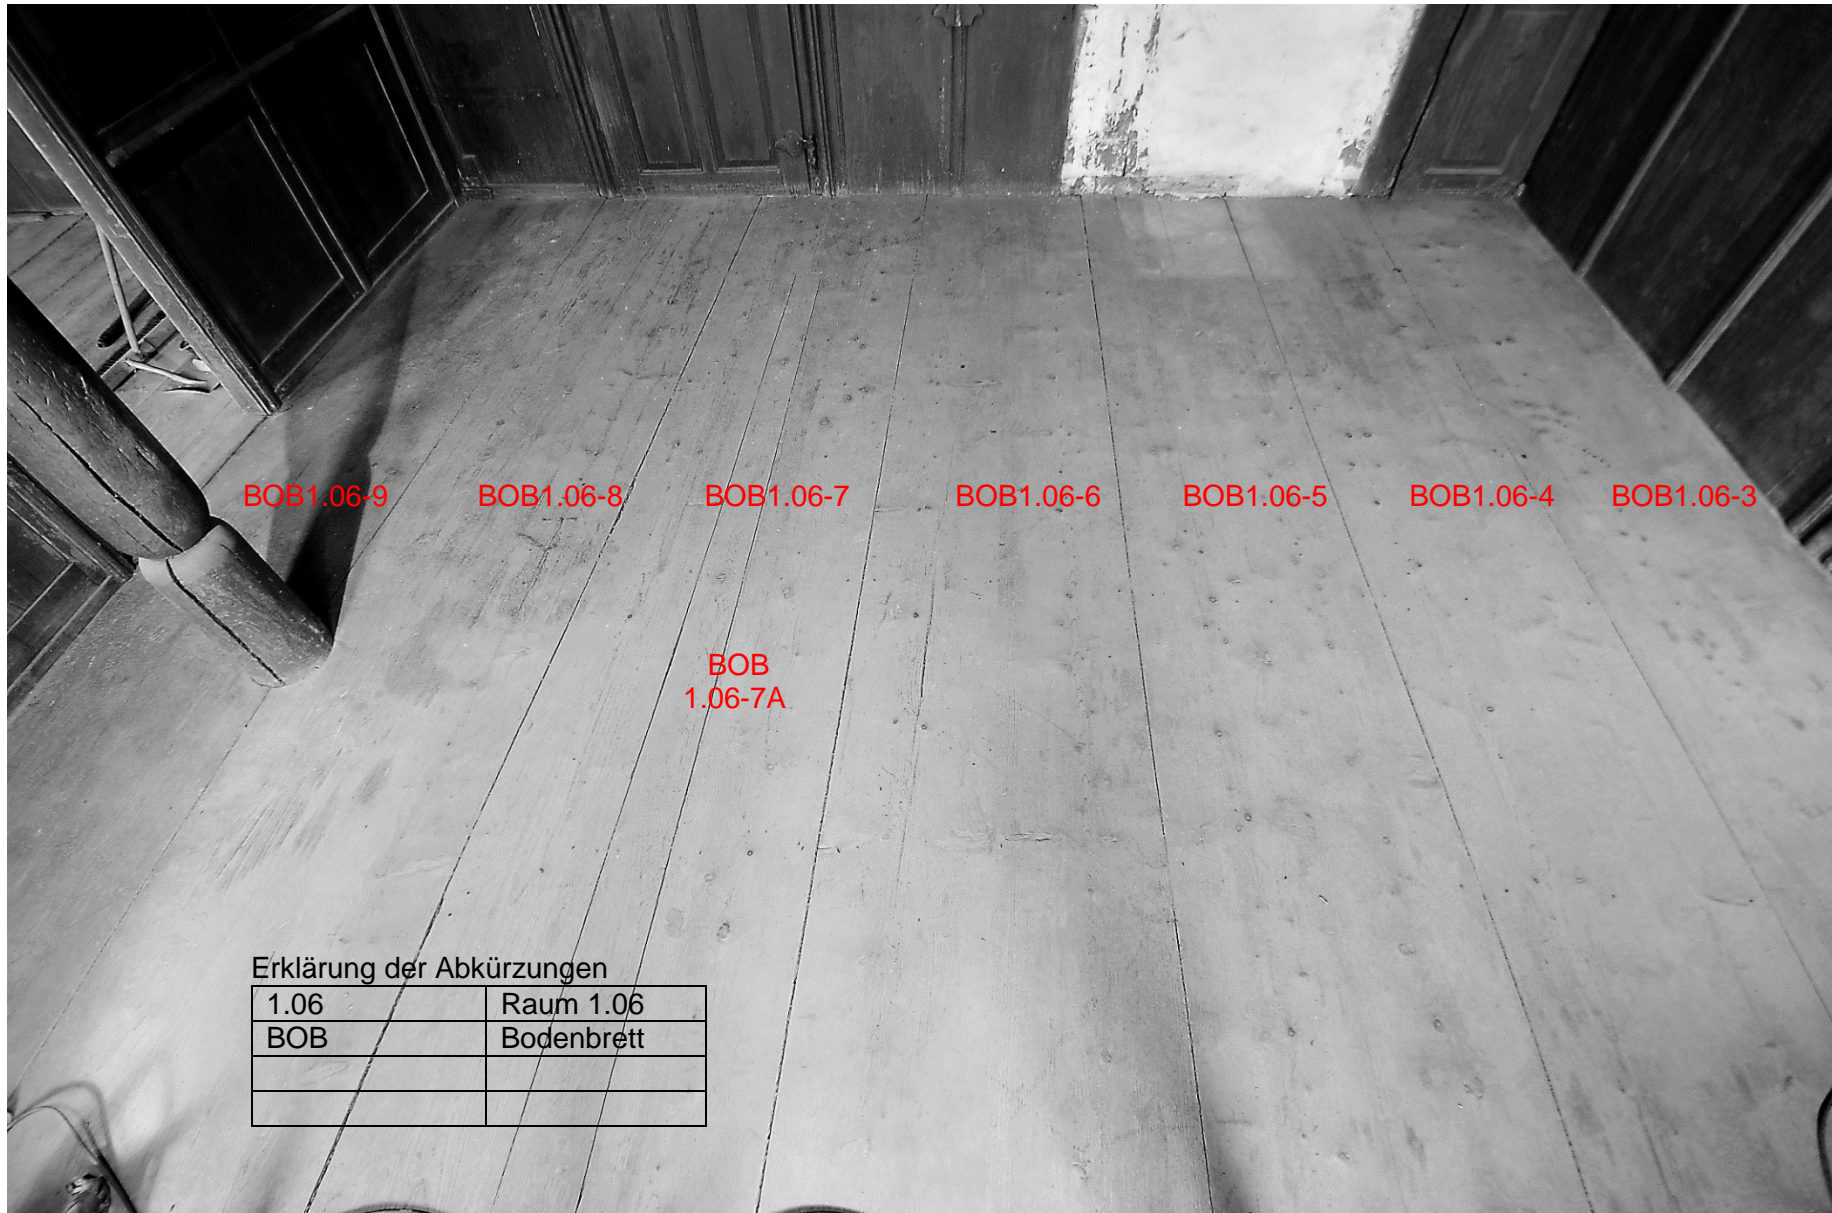 BOB1.06-9 BOB1.06-8 BOB1.06-7 BOB1.06-6 BOB1.06-5 BOB1.06-4 BOB1.06-3
BOB
1.06-7A
Erklärung der Abkürzungen
1.06 Raum 1.06
BOB Bodenbrett